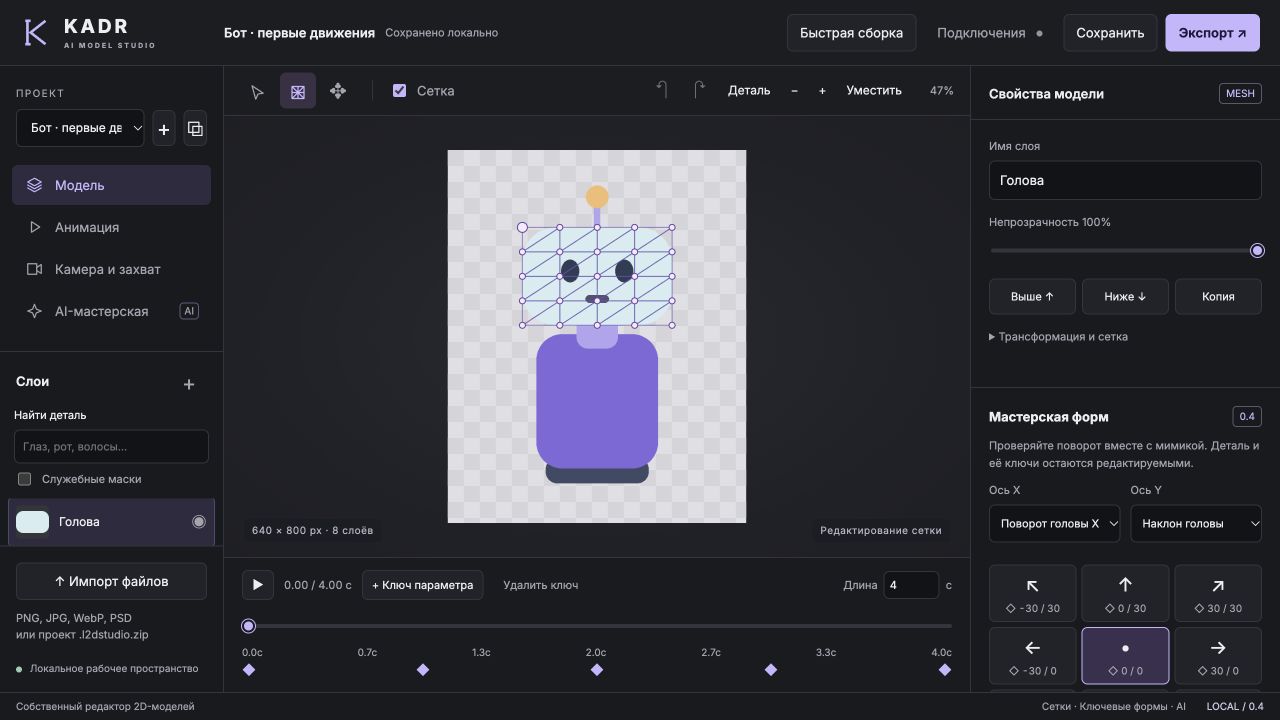 KADR
AI MODEL STUDIO
Бот · первые движения
Сохранено локально
Быстрая сборка
Подключения
Сохранить
Экспорт ↗
ПРОЕКТ
Бот · первые дв
+
Модель
Анимация
Камера и захват
AI-мастерская
AI
Слои
+
Найти деталь
Глаз, рот, волосы...
Служебные маски
Голова
↑ Импорт файлов
PNG, JPG, WebP, PSD
или проект .l2dstudio.zip
Локальное рабочее пространство
Сетка
Деталь
−
+
Уместить
47%
640 × 800 px · 8 слоёв
Редактирование сетки
0.00 / 4.00 с
+ Ключ параметра
Удалить ключ
Длина
4
с
0.0с
0.7с
1.3с
2.0с
2.7с
3.3с
4.0с
Свойства модели
MESH
Имя слоя
Голова
Непрозрачность 100%
Выше ↑
Ниже ↓
Копия
Трансформация и сетка
Мастерская форм
0.4
Проверяйте поворот вместе с мимикой. Деталь и
её ключи остаются редактируемыми.
Ось X
Ось Y
Поворот головы X
Наклон головы
◇ -30 / 30
◇ 0 / 30
◇ 30 / 30
◇ -30 / 0
◇ 0 / 0
◇ 30 / 0
Собственный редактор 2D-моделей
Сетки · Ключевые формы · AI
LOCAL / 0.4